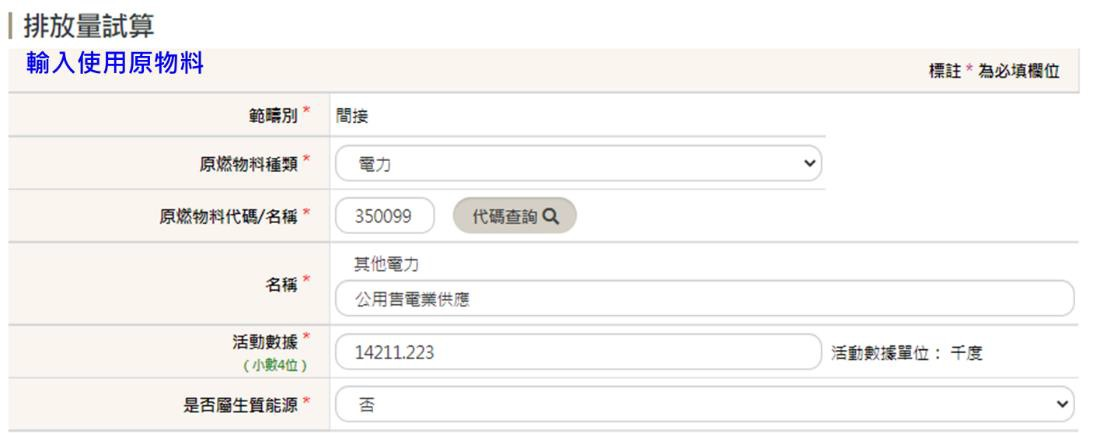 排放量試算
輸入使用原物料
標註 * 為必填欄位
範疇別 * 間接
原燃物料種類 * 電力
原燃物料代碼/名稱 * 350099 代碼查詢
其他電力
名稱 * 公用售電業供應
活動數據 * 14211.223 活動數據單位： 千度
（小數4位）
是否屬生質能源 * 否